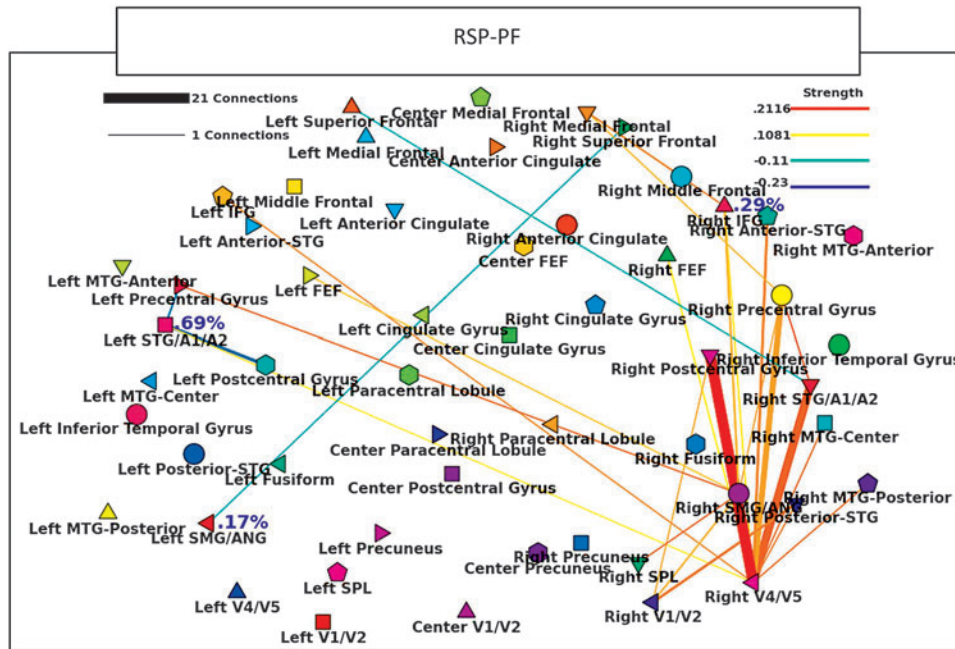 RSP-PF
21 Connections
1 Connections
Strength
.2116
.1081
-0.11
-0.23
Center Medial Frontal
Left Superior Frontal
Right Medial Frontal
Right Superior Frontal
Left Medial Frontal
Center Anterior Cingulate
Right Middle Frontal
Left Middle Frontal
Left IFG
.29%
Right IFG
Left Anterior Cingulate
Right Anterior-STG
Left Anterior-STG
Right Anterior Cingulate
Right MTG-Anterior
Center FEF
Right FEF
Left MTG-Anterior
Left FEF
Left Precentral Gyrus
Right Precentral Gyrus
Right Cingulate Gyrus
.69%
Left Cingulate Gyrus
Left STG/A1/A2
Center Cingulate Gyrus
Right Inferior Temporal Gyrus
Right Postcentral Gyrus
Left Postcentral Gyrus
Left Paracentral Lobule
Left MTG-Center
Right STG/A1/A2
Left Inferior Temporal Gyrus
Right Paracentral Lobule
Right MTG-Center
Center Paracentral Lobule
Right Fusiform
Left Posterior-STG
Left Fusiform
Center Postcentral Gyrus
Right MTG-Posterior
Right SMG/ANG
Right Posterior-STG
Left MTG-Posterior
.17%
Left SMG/ANG
Left Precuneus
Right Precuneus
Center Precuneus
Right SPL
Left SPL
Right V4/V5
Left V4/V5
Right V1/V2
Center V1/V2
Left V1/V2